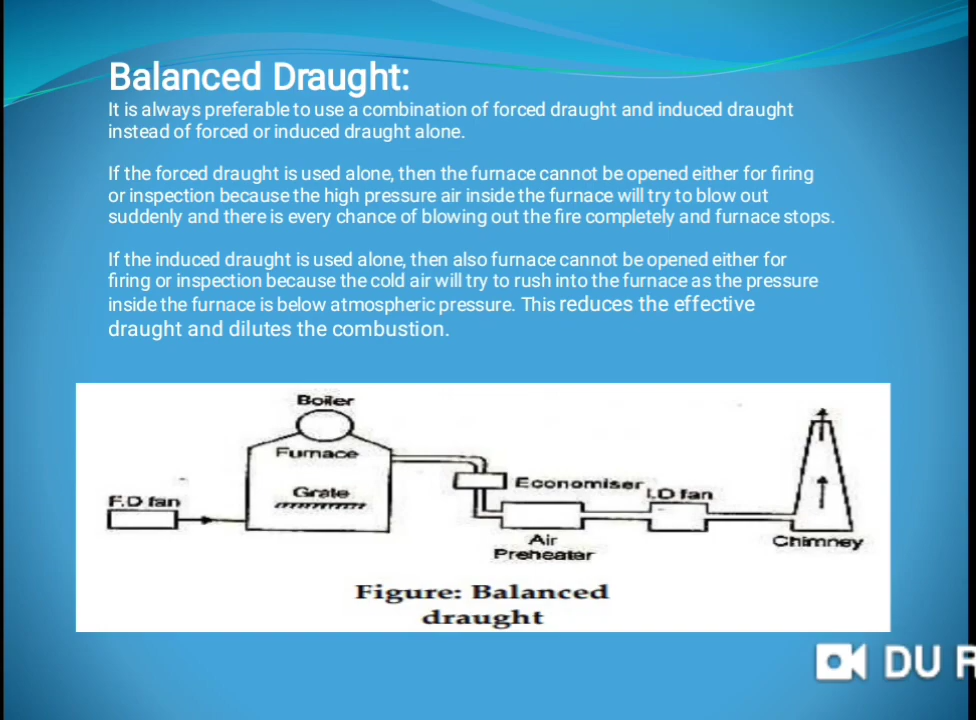 Balanced Draught:
It is always preferable to use a combination of forced draught and induced draught
instead of forced or induced draught alone.
If the forced draught is used alone, then the furnace cannot be opened either for firing
or inspection because the high pressure air inside the furnace will try to blow out
suddenly and there is every chance of blowing out the fire completely and furnace stops.
If the induced draught is used alone, then also furnace cannot be opened either for
firing or inspection because the cold air will try to rush into the furnace as the pressure
inside the furnace is below atmospheric pressure. This reduces the effective
draught and dilutes the combustion.
Boiler
Furnace
Grate
F.D fan
Economiser
I.D fan
Air
Preheater
Chimney
Figure: Balanced
draught
DU